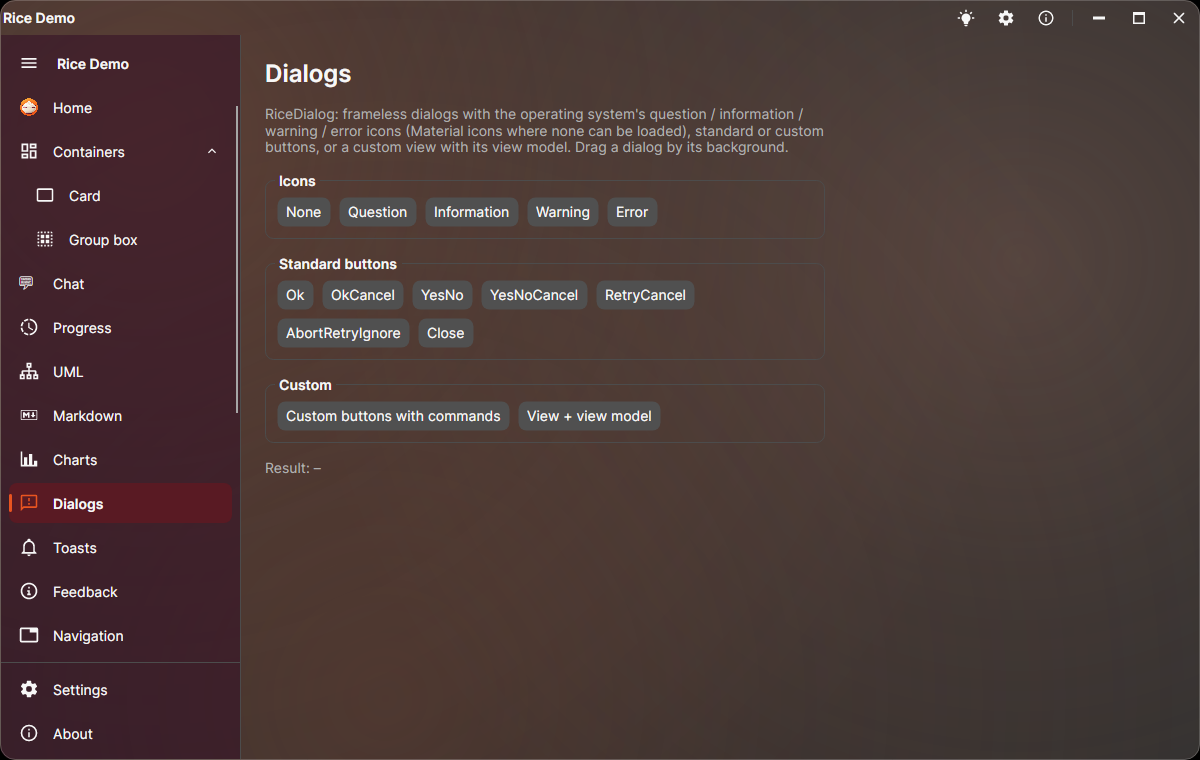 Rice Demo
Rice Demo
Home
Containers
Card
Group box
Chat
Progress
UML
Markdown
Charts
Dialogs
Toasts
Feedback
Navigation
Settings
About
Dialogs
RiceDialog: frameless dialogs with the operating system's question / information /
warning / error icons (Material icons where none can be loaded), standard or custom
buttons, or a custom view with its view model. Drag a dialog by its background.
Icons
None Question Information Warning Error
Standard buttons
Ok OkCancel YesNo YesNoCancel RetryCancel
AbortRetryIgnore Close
Custom
Custom buttons with commands View + view model
Result: –